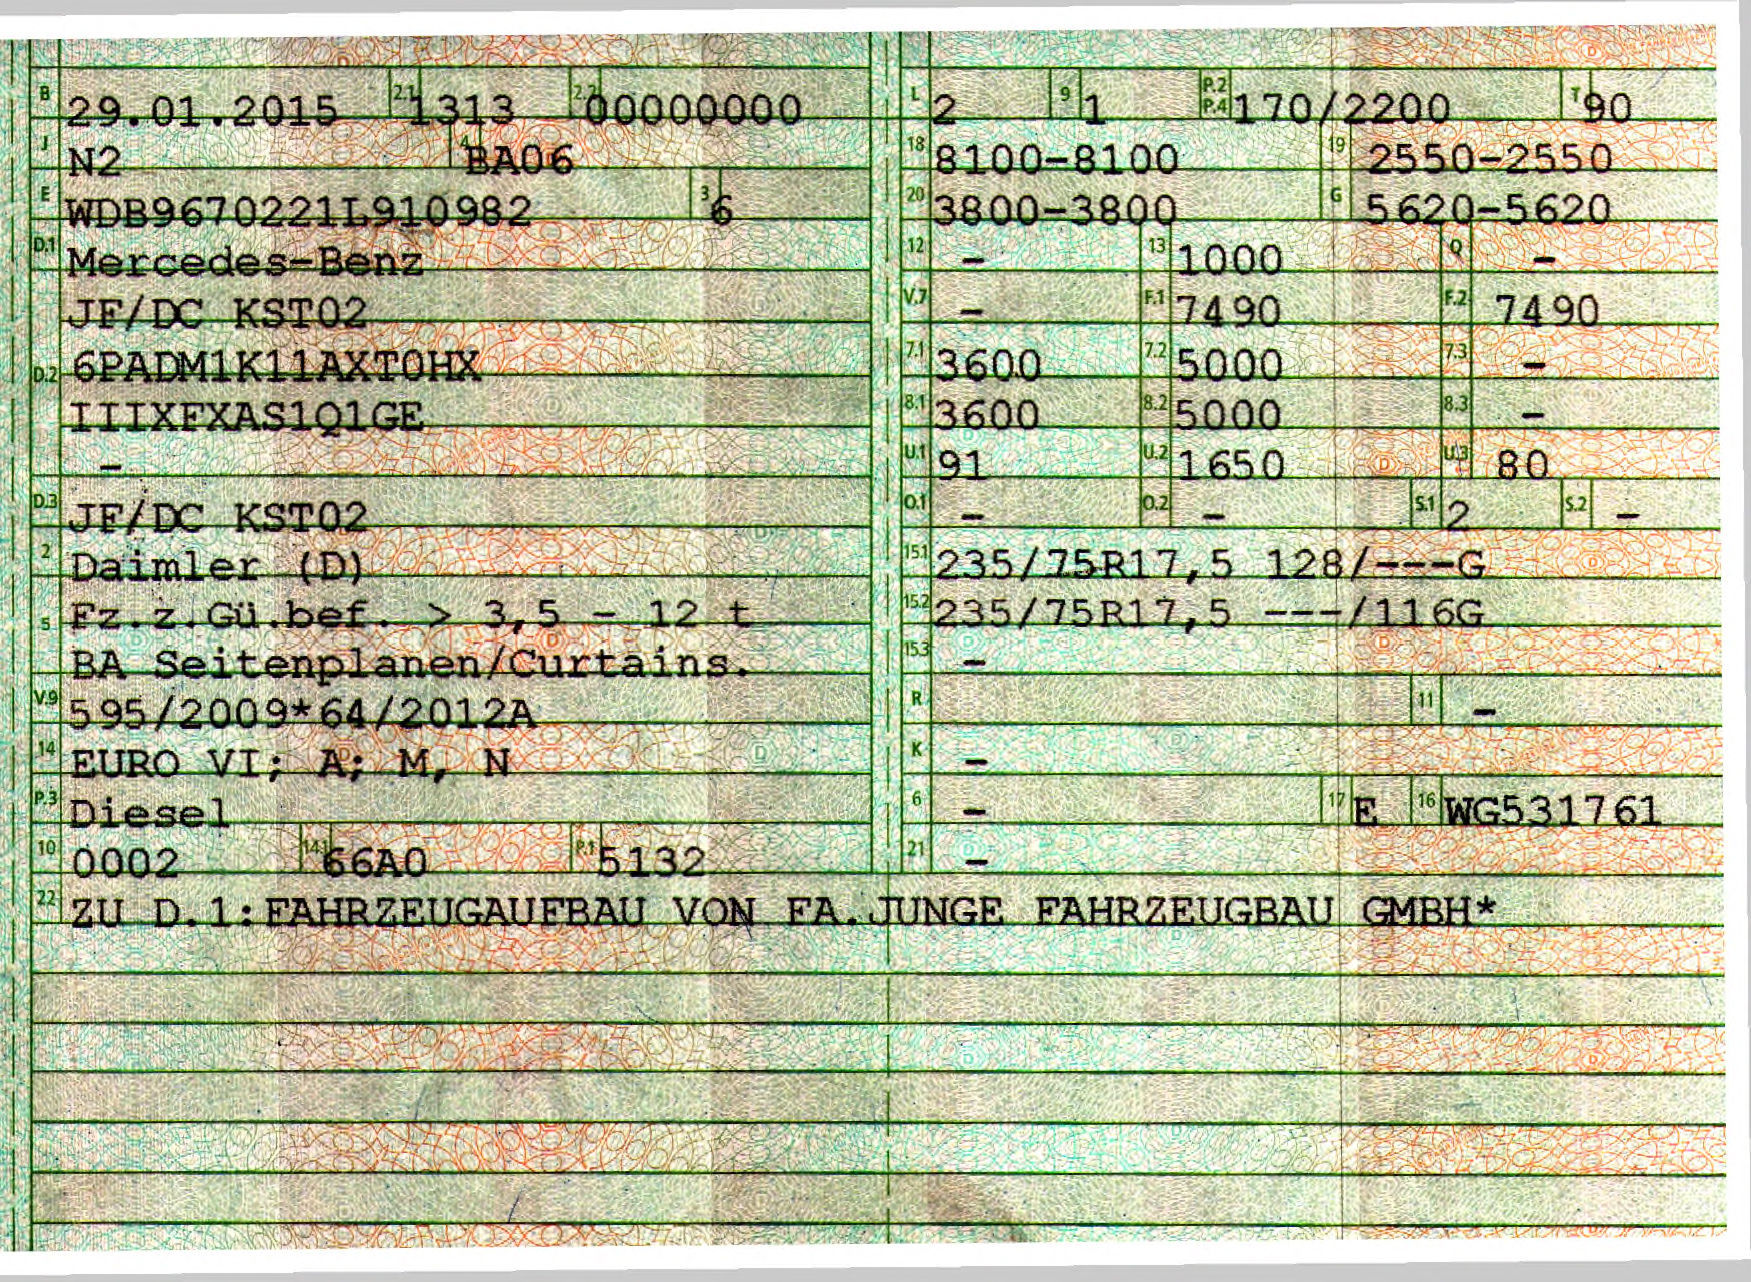 B 29.01.2015 2.1 1313 2.2 00000000
J N2 4 BA06
E WDB9670221L910982 3 6
D.1 Mercedes-Benz
JF/DC KST02
D.2 6PADM1K11AXT0HX
IIIXFXAS1Q1GE
-
D.3 JF/DC KST02
2 Daimler (D)
5 Fz.z.Gü.bef. > 3,5 - 12 t
BA Seitenplanen/Curtains.
V.9 595/2009*64/2012A
14 EURO VI; A; M, N
P.3 Diesel
10 0002 14.1 66A0 P.1 5132
L 2 9 1 P.2 P.4 170/2200 T 90
18 8100-8100 19 2550-2550
20 3800-3800 G 5620-5620
12 - 13 1000 Q -
V.7 - F.1 7490 F.2 7490
7.1 3600 7.2 5000 7.3 -
8.1 3600 8.2 5000 8.3 -
U.1 91 U.2 1650 U.3 80
O.1 - O.2 - S.1 2 S.2 -
15.1 235/75R17,5 128/---G
15.2 235/75R17,5 ---/116G
15.3 -
R 11 -
K -
6 - 17 E 16 WG531761
21 -
22 ZU D.1:FAHRZEUGAUFBAU VON FA.JUNGE FAHRZEUGBAU GMBH*